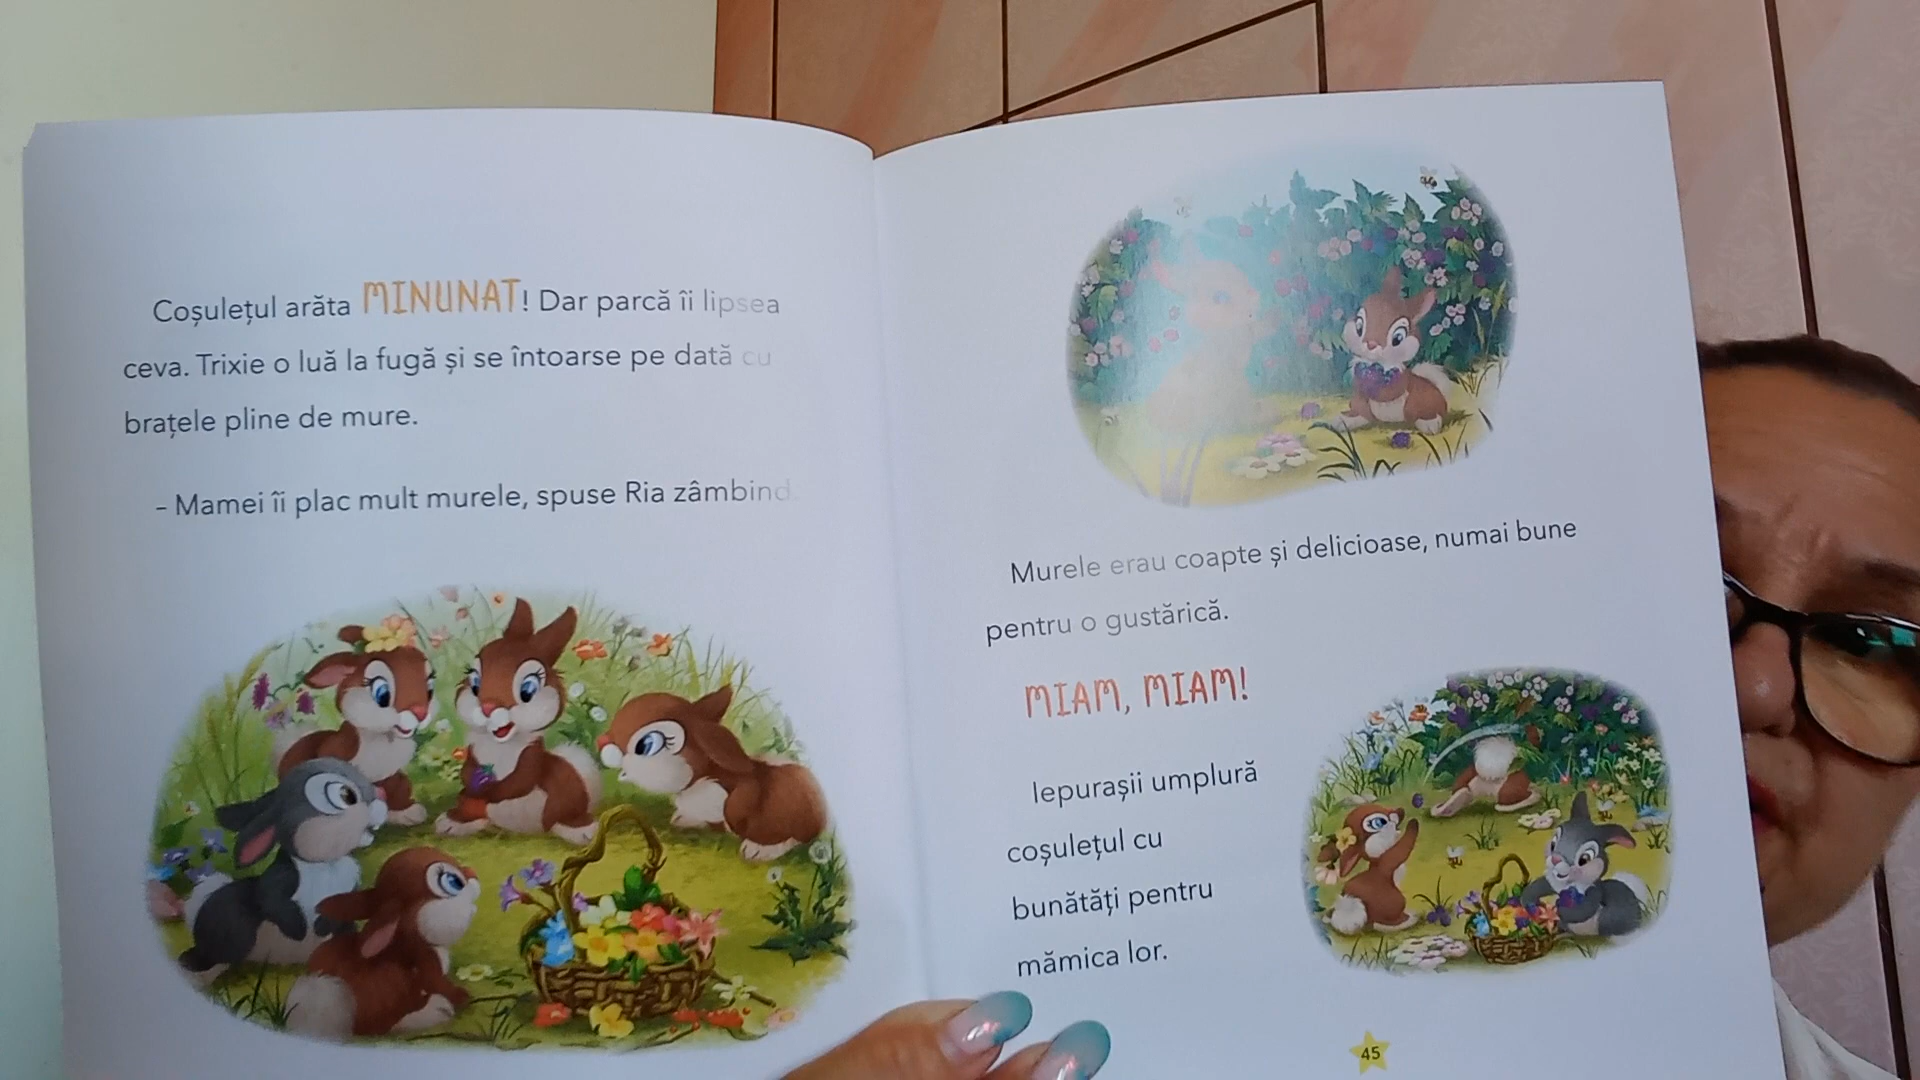 Coșulețul arăta MINUNAT! Dar parcă îi lipsea
ceva. Trixie o luă la fugă și se întoarse pe dată cu
brațele pline de mure.
– Mamei îi plac mult murele, spuse Ria zâmbind
Murele erau coapte și delicioase, numai bune
pentru o gustărică.
MIAM, MIAM!
Iepurașii umplură
coșulețul cu
bunătăți pentru
mămica lor.
45